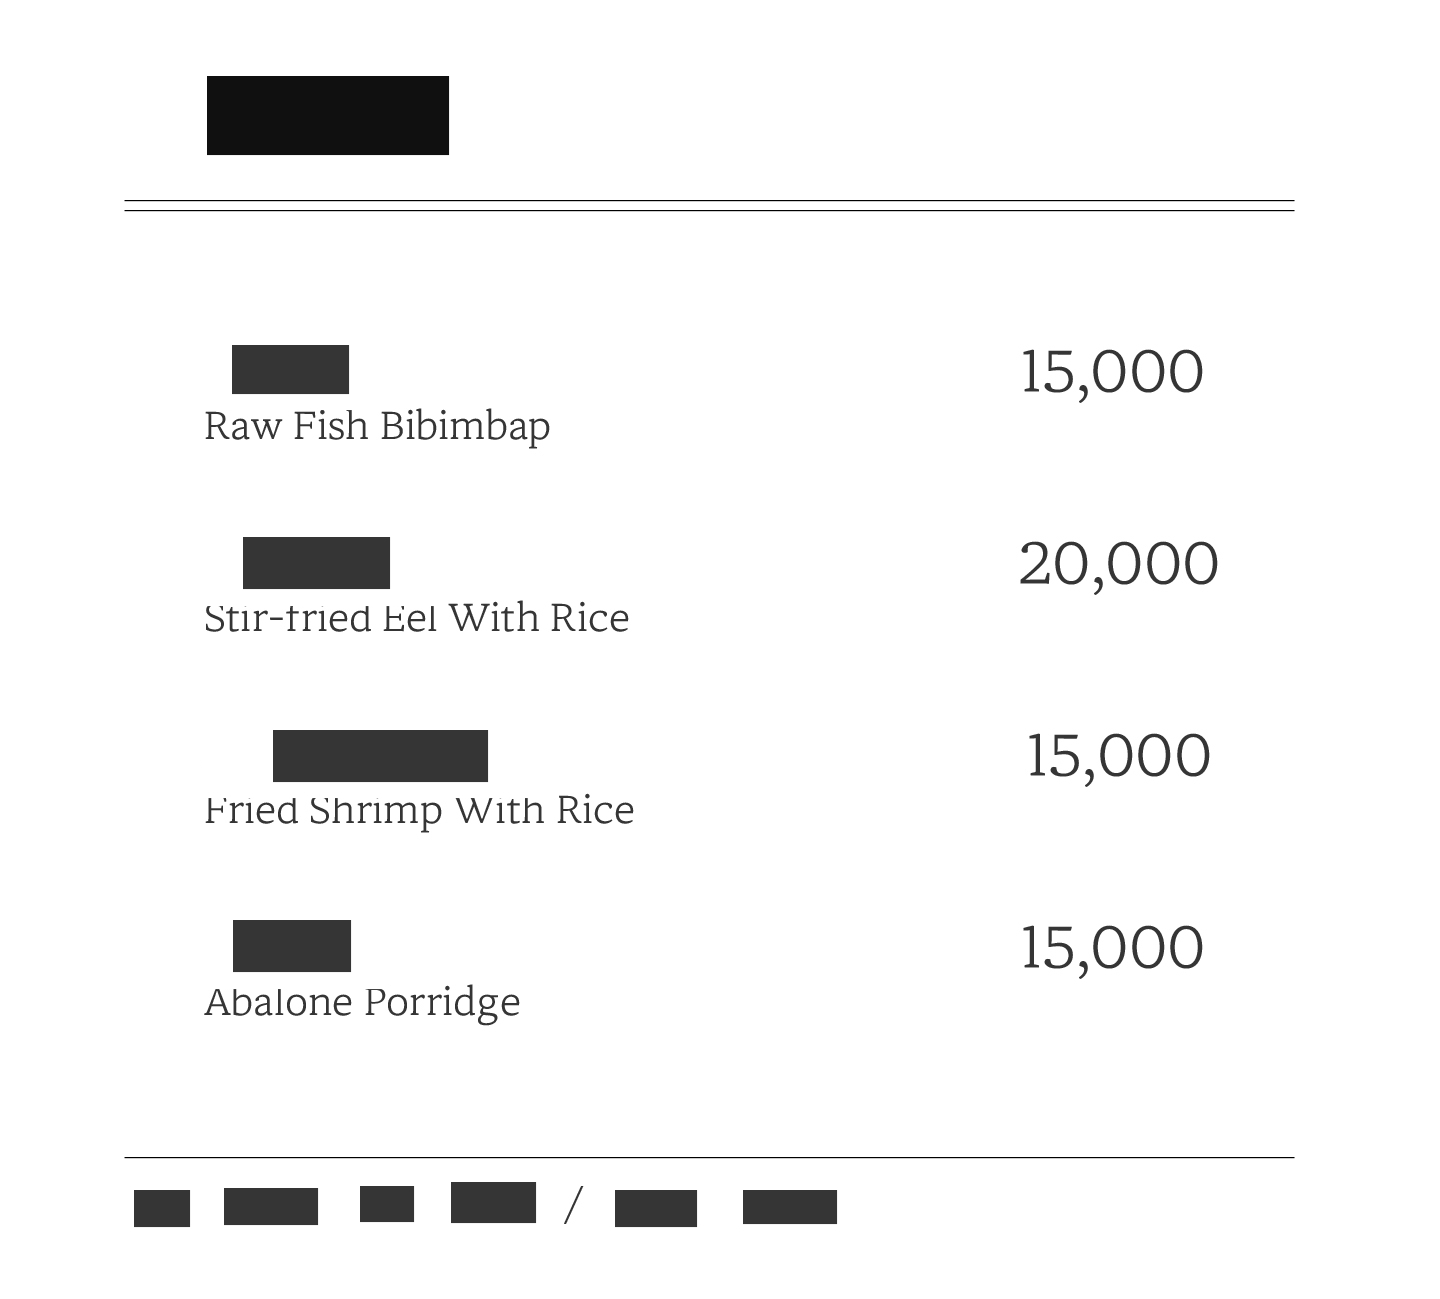 15,000
Raw Fish Bibimbap
20,000
Stir-fried Eel With Rice
15,000
Fried Shrimp With Rice
15,000
Abalone Porridge
/